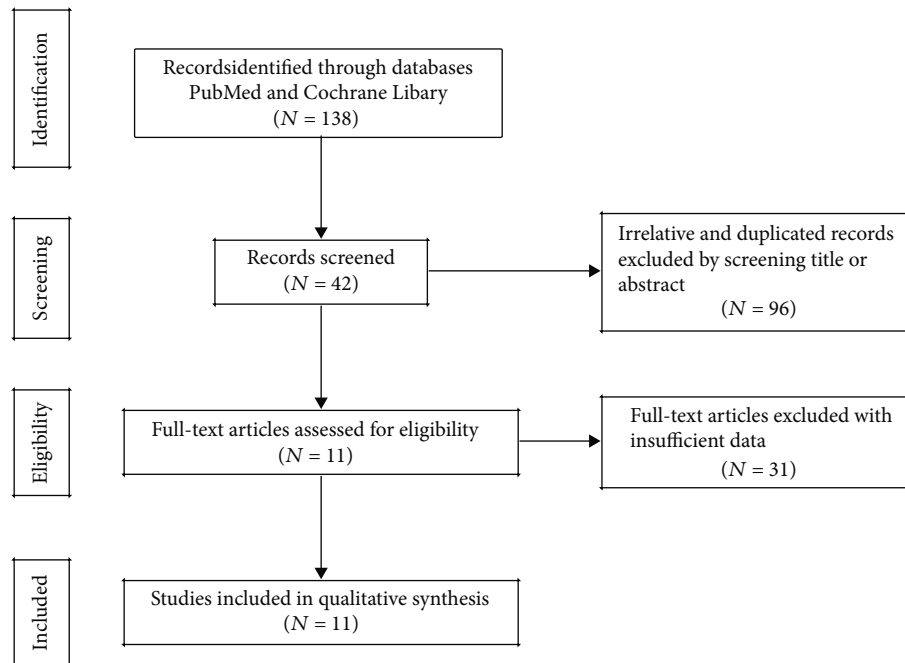 Identification
Recordsidentified through databases
PubMed and Cochrane Libary
(N = 138)
Screening
Records screened
(N = 42)
Irrelative and duplicated records
excluded by screening title or
abstract
(N = 96)
Eligibility
Full-text articles assessed for eligibility
(N = 11)
Full-text articles excluded with
insufficient data
(N = 31)
Included
Studies included in qualitative synthesis
(N = 11)